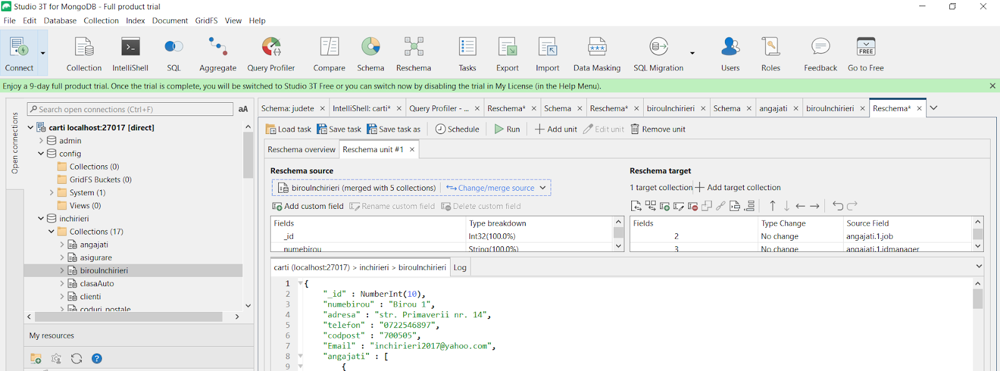 Studio 3T for MongoDB - Full product trial
File Edit Database Collection Index Document GridFS View Help
Connect Collection IntelliShell SQL Aggregate Query Profiler Compare Schema Reschema Tasks Export Import Data Masking SQL Migration Users Roles Feedback FREE Go to Free
Enjoy a 9-day full product trial. Once the trial is complete, you will be switched to Studio 3T Free or you can switch now by disabling the trial in My License (in the Help Menu).
Open connections
Search open connections (Ctrl+F) aA
carti localhost:27017 [direct]
admin
config
Collections (0)
GridFS Buckets (0)
System (1)
Views (0)
inchirieri
Collections (17)
angajati
asigurare
birouInchirieri
clasaAuto
clienti
coduri_postale
My resources
Schema: judete IntelliShell: carti* Query Profiler - ... Reschema* Schema Reschema* birouInchirieri Schema angajati birouInchirieri Reschema*
Load task Save task Save task as Schedule Run Add unit Edit unit Remove unit
Reschema overview Reschema unit #1
Reschema source
birouInchirieri (merged with 5 collections) Change/merge source
Add custom field Rename custom field Delete custom field
Fields Type breakdown
_id Int32(100.0%)
numebirou String(100.0%)
Reschema target
1 target collection Add target collection
Fields Type Change Source Field
2 No change angajati.1.job
3 No change angajati.1.idmanager
carti (localhost:27017) > inchirieri > birouInchirieri Log
1 {
2 "_id" : NumberInt(10),
3 "numebirou" : "Birou 1",
4 "adresa" : "str. Primaverii nr. 14",
5 "telefon" : "0722546897",
6 "codpost" : "700505",
7 "Email" : "inchirieri2017@yahoo.com",
8 "angajati" : [
9 {